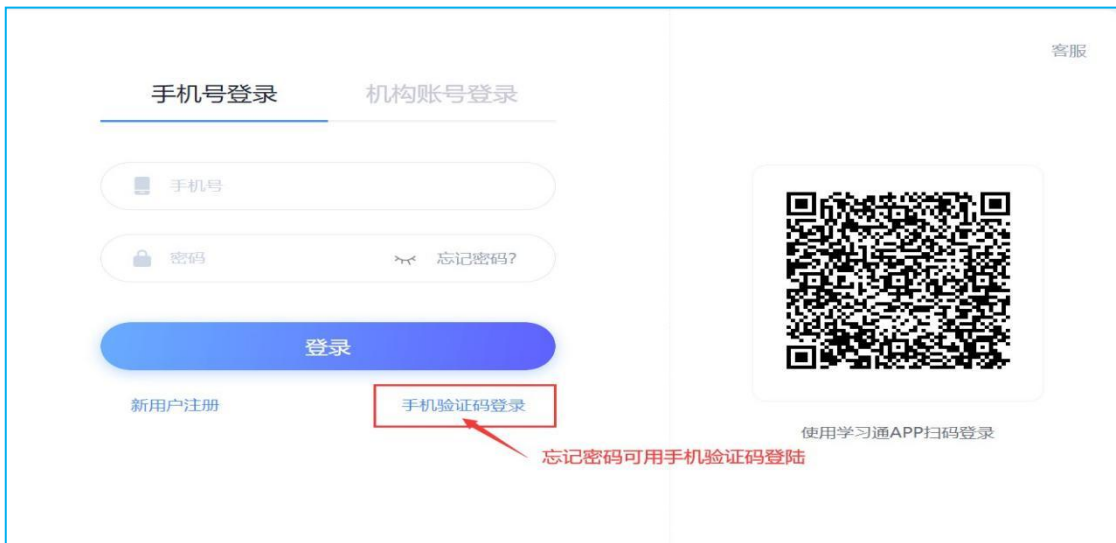 客服
手机号登录
机构账号登录
手机号
密码
忘记密码?
登录
新用户注册
手机验证码登录
忘记密码可用手机验证码登陆
使用学习通APP扫码登录